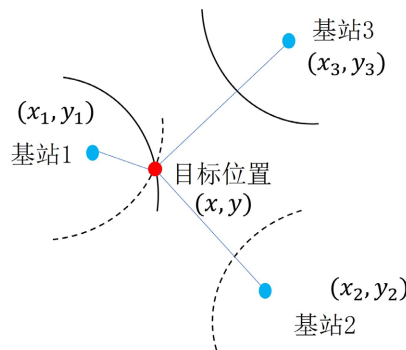 基站3
(x₃, y₃)
(x₁, y₁)
基站1
目标位置
(x, y)
(x₂, y₂)
基站2